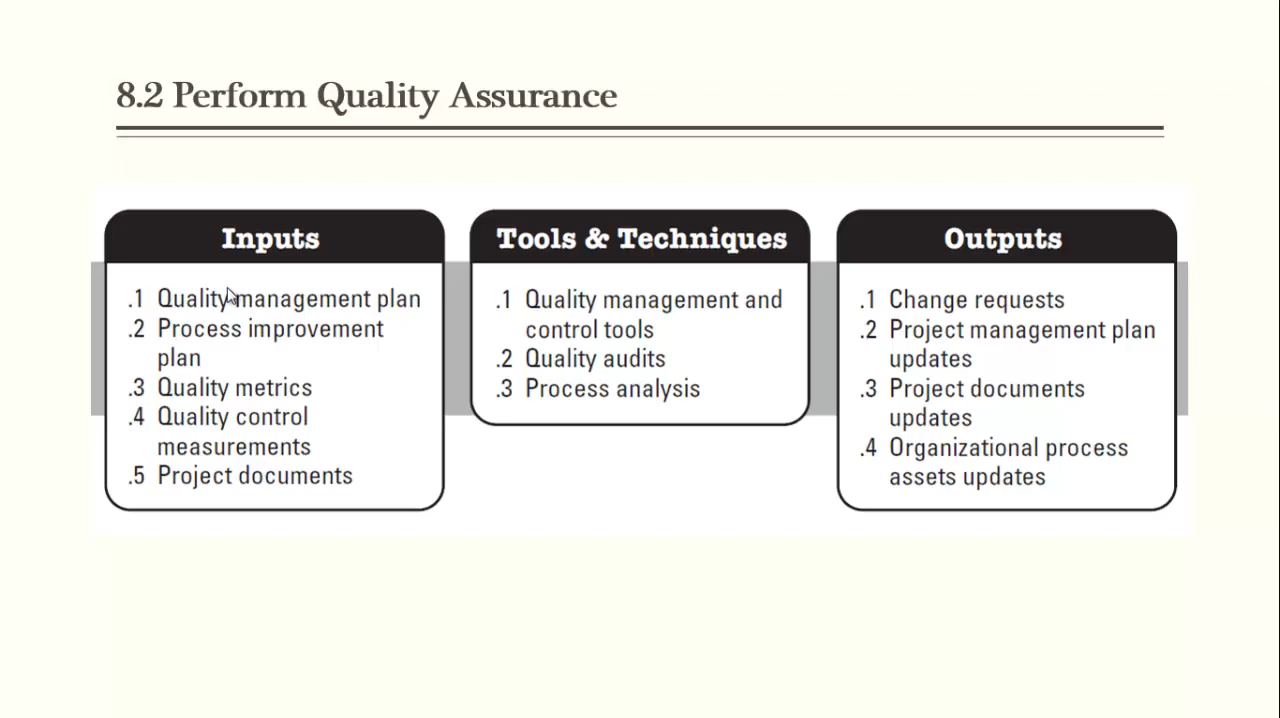 8.2 Perform Quality Assurance
Inputs
.1 Quality management plan
.2 Process improvement
plan
.3 Quality metrics
.4 Quality control
measurements
.5 Project documents
Tools & Techniques
.1 Quality management and
control tools
.2 Quality audits
.3 Process analysis
Outputs
.1 Change requests
.2 Project management plan
updates
.3 Project documents
updates
.4 Organizational process
assets updates